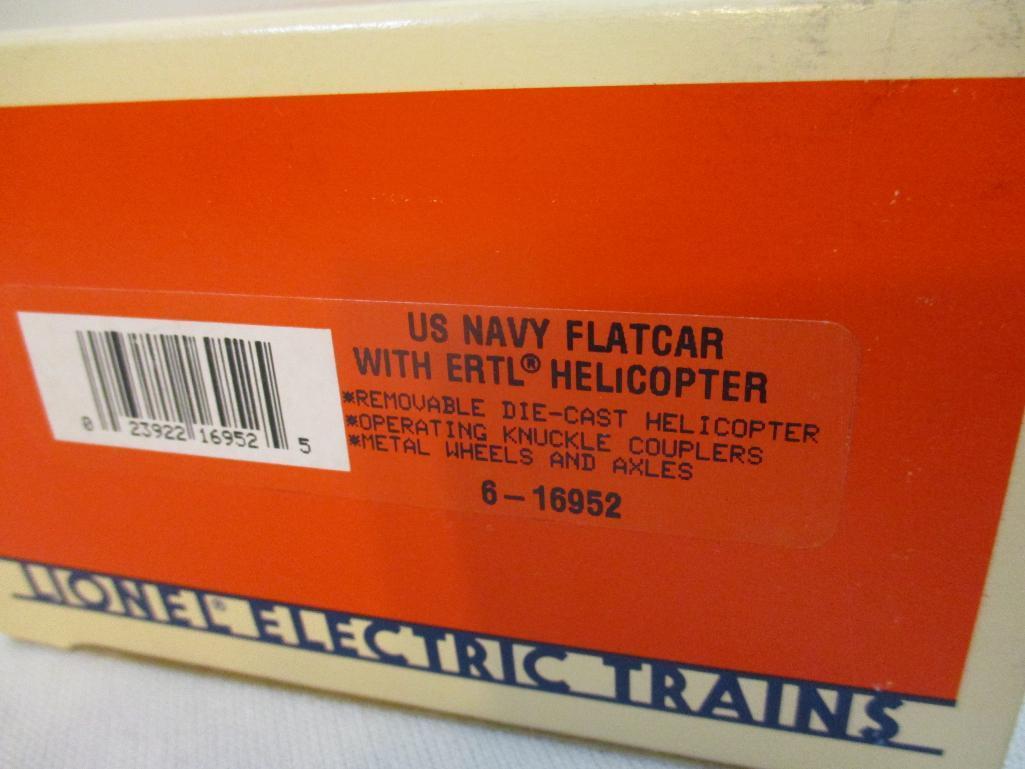 US NAVY FLATCAR
WITH ERTL® HELiCOPTER
*REMOVABLE DIE-CAST HELICOPTER
*OPERATING KNUCKLE COUPLERS
*METAL WHEELS AND AXLES
6-16952
0 23922 16952 5
LIONEL® ELECTRIC TRAINS